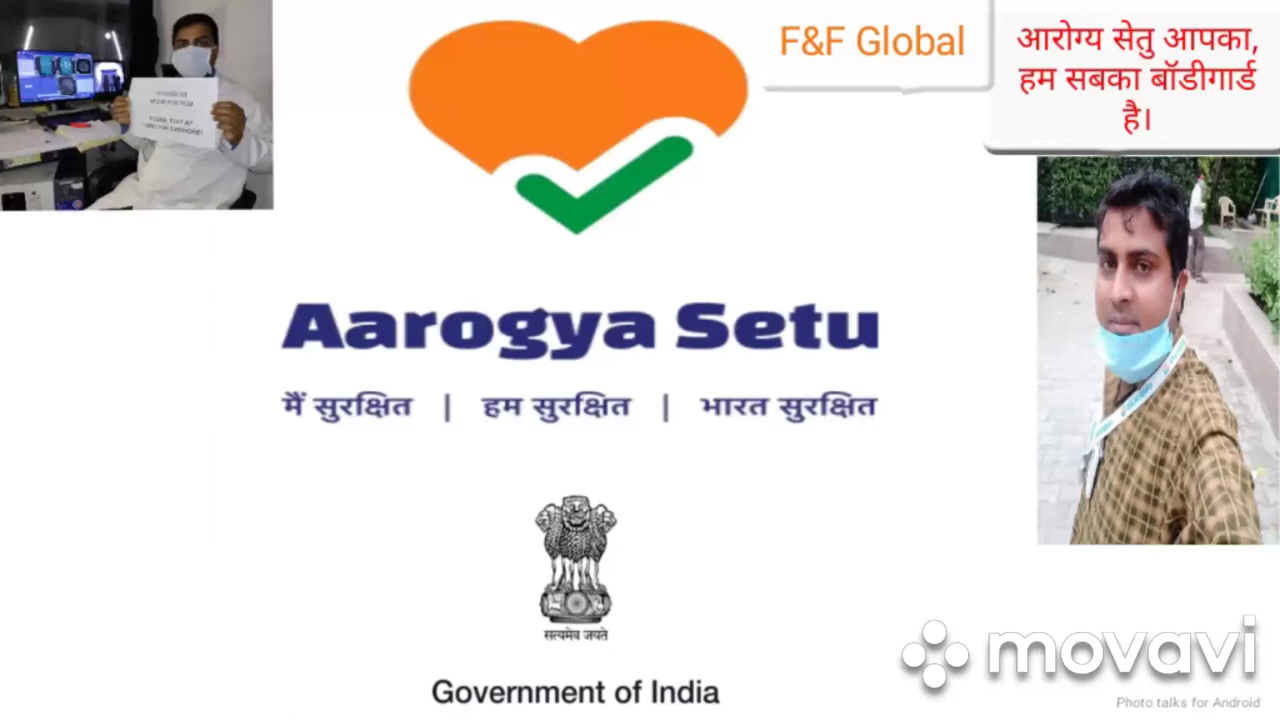 F&F Global
आरोग्य सेतु आपका,
हम सबका बॉडीगार्ड
है।
Aarogya Setu
मैं सुरक्षित | हम सुरक्षित | भारत सुरक्षित
सत्यमेव जयते
Government of India
movavi
Photo talks for Android